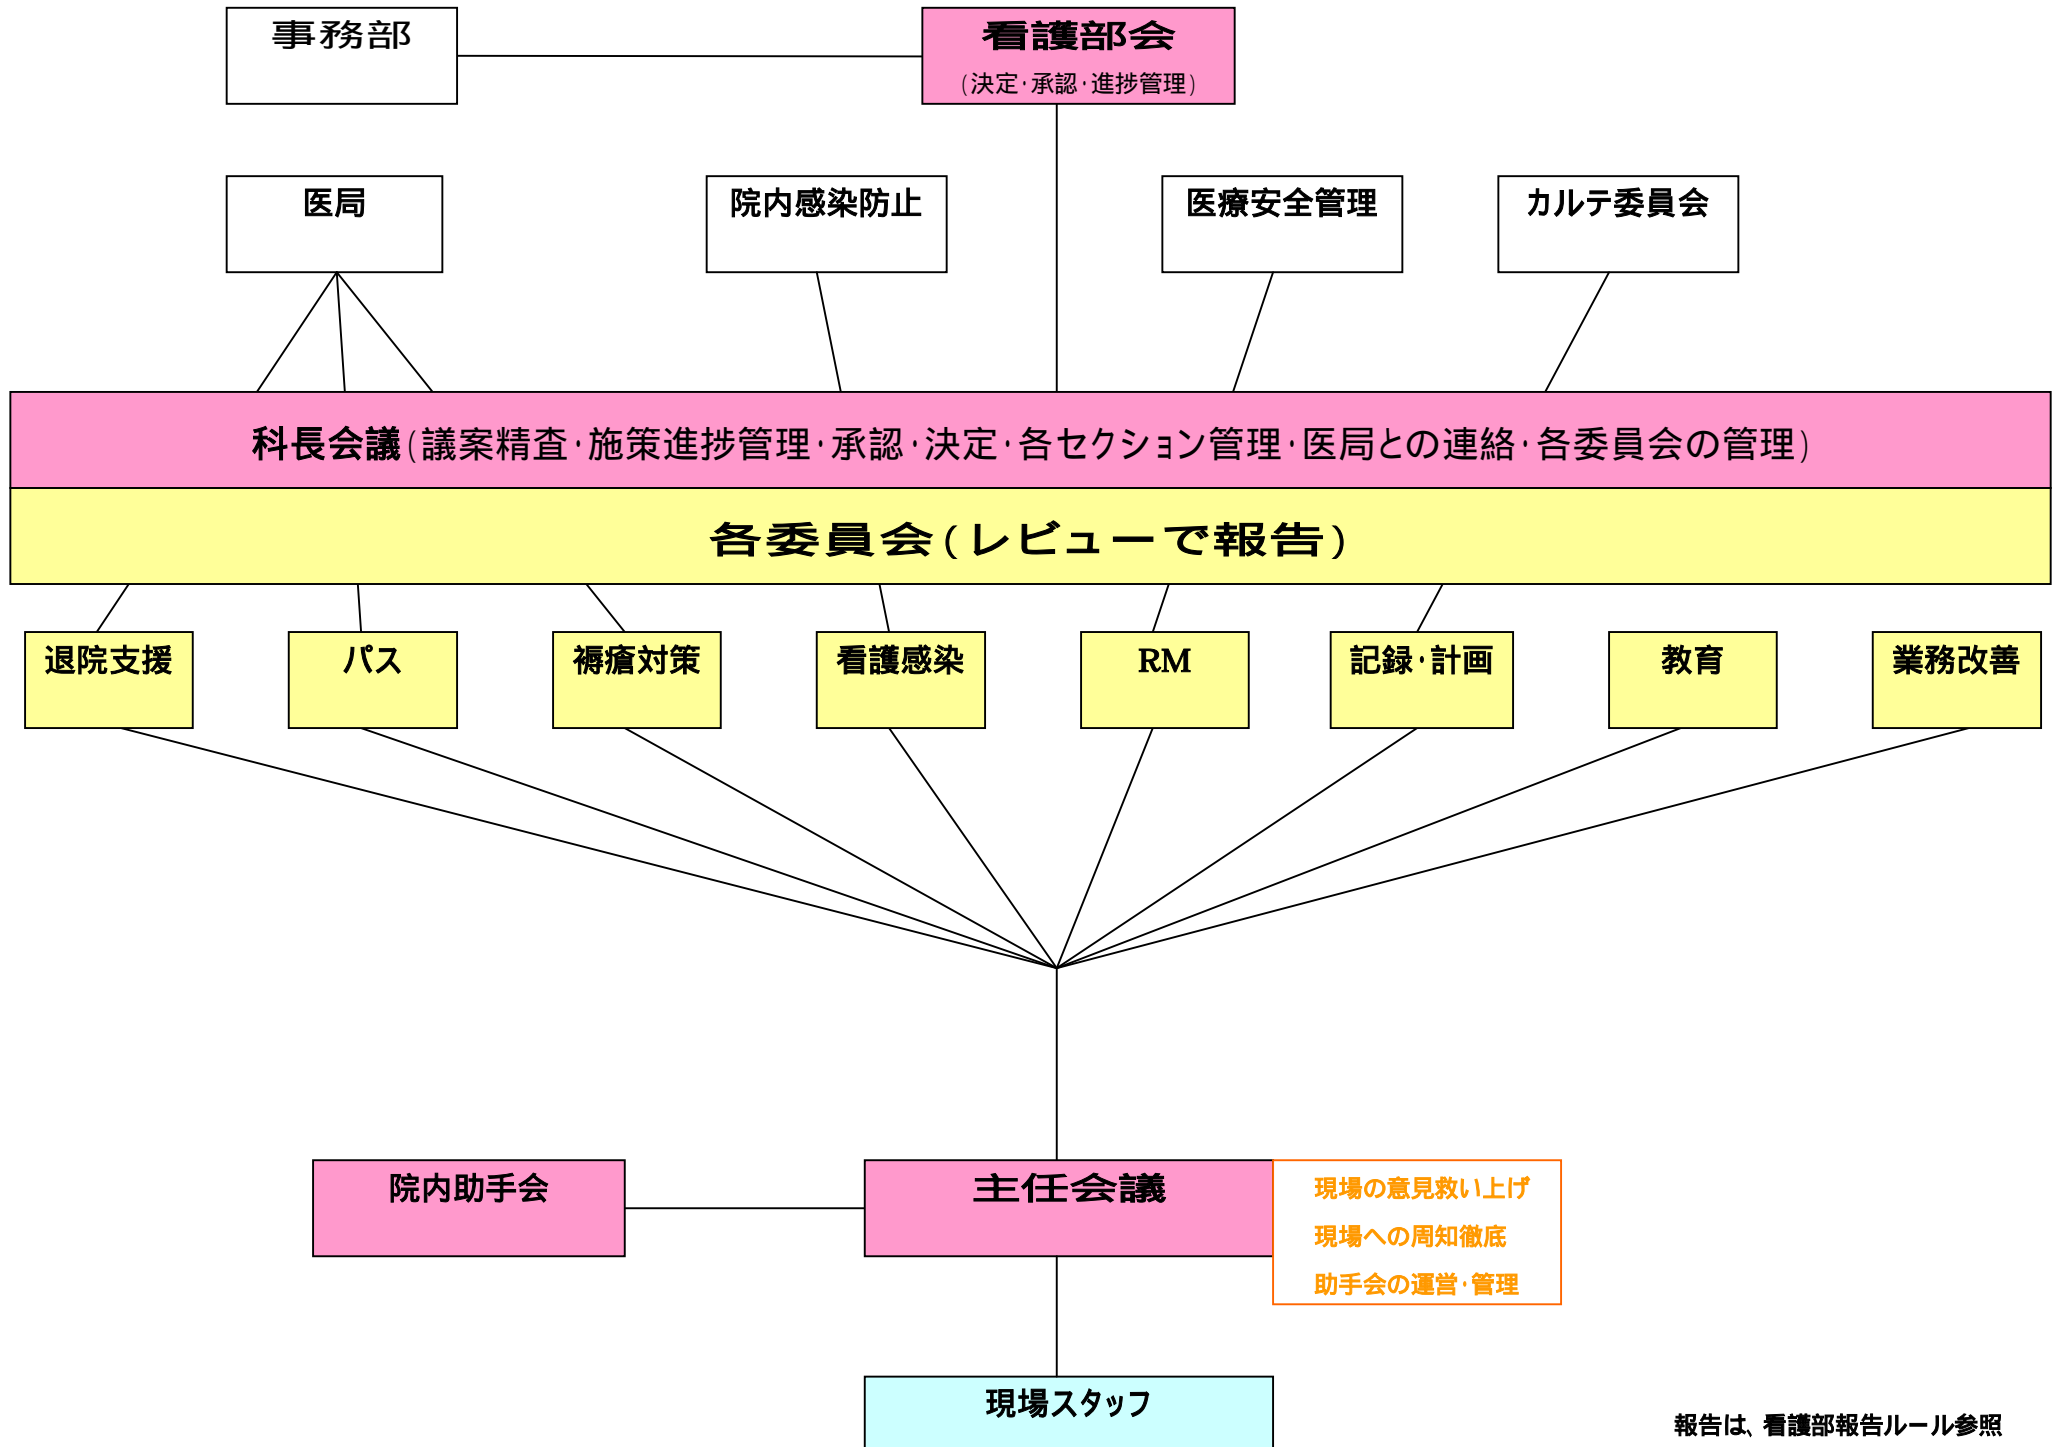 事務部
看護部会
(決定・承認・進捗管理)
医局
院内感染防止
医療安全管理
カルテ委員会
科長会議(議案精査・施策進捗管理・承認・決定・各セクション管理・医局との連絡・各委員会の管理)
各委員会(レビューで報告)
退院支援
パス
褥瘡対策
看護感染
RM
記録・計画
教育
業務改善
院内助手会
主任会議
現場の意見救い上げ
現場への周知徹底
助手会の運営・管理
現場スタッフ
報告は、看護部報告ルール参照